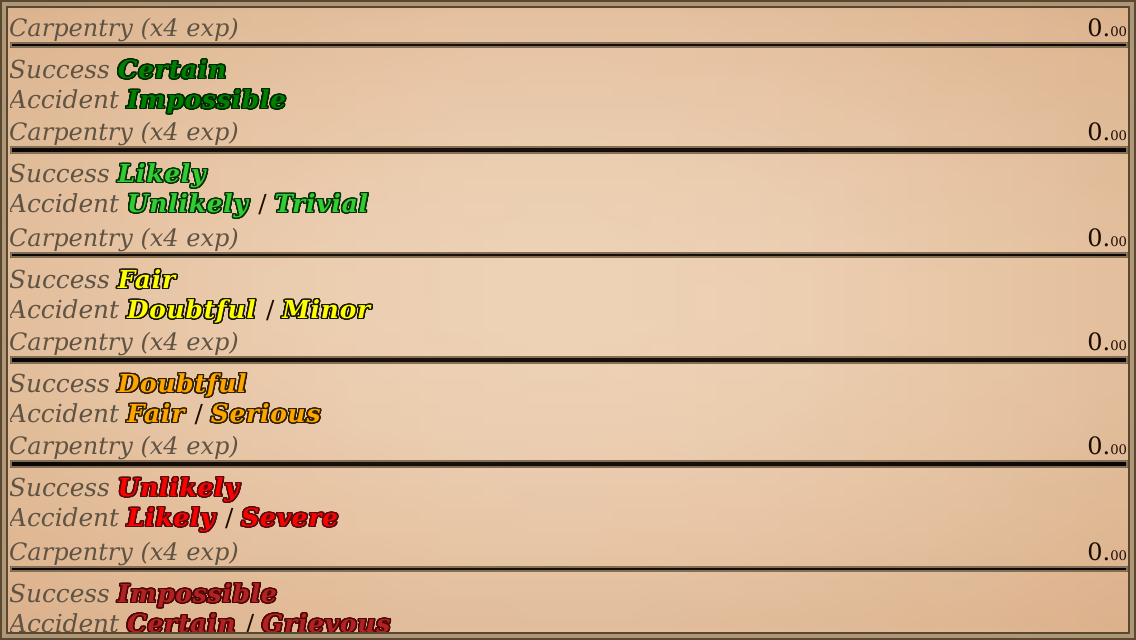 Carpentry (x4 exp) 0.00
Success Certain
Accident Impossible
Carpentry (x4 exp) 0.00
Success Likely
Accident Unlikely / Trivial
Carpentry (x4 exp) 0.00
Success Fair
Accident Doubtful / Minor
Carpentry (x4 exp) 0.00
Success Doubtful
Accident Fair / Serious
Carpentry (x4 exp) 0.00
Success Unlikely
Accident Likely / Severe
Carpentry (x4 exp) 0.00
Success Impossible
Accident Certain / Grievous